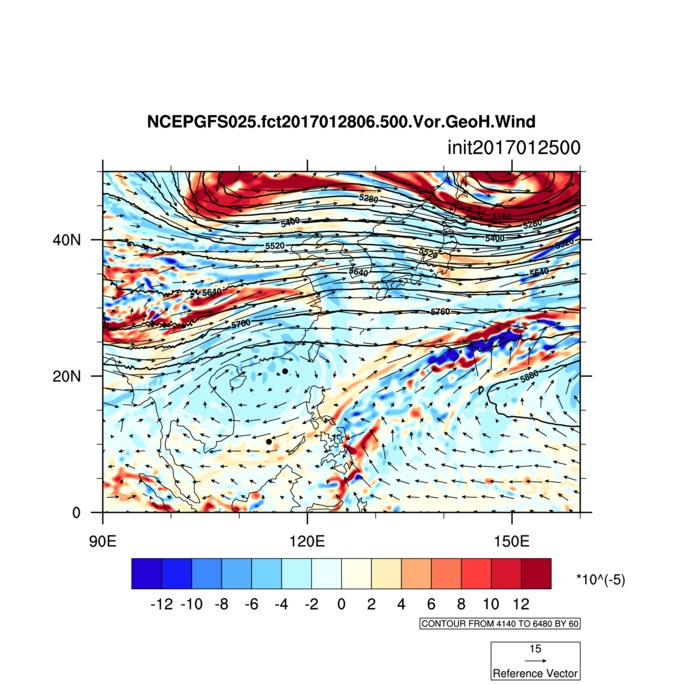 NCEPGFS025.fct2017012806.500.Vor.GeoH.Wind
init2017012500
5280
5160
5400
5280
5400
5520
40N
5520
5520
5640
5640
5640
5760
5760
20N
5880
0
90E 120E 150E
-12 -10 -8 -6 -4 -2 0 2 4 6 8 10 12
*10^(-5)
CONTOUR FROM 4140 TO 6480 BY 60
15
Reference Vector